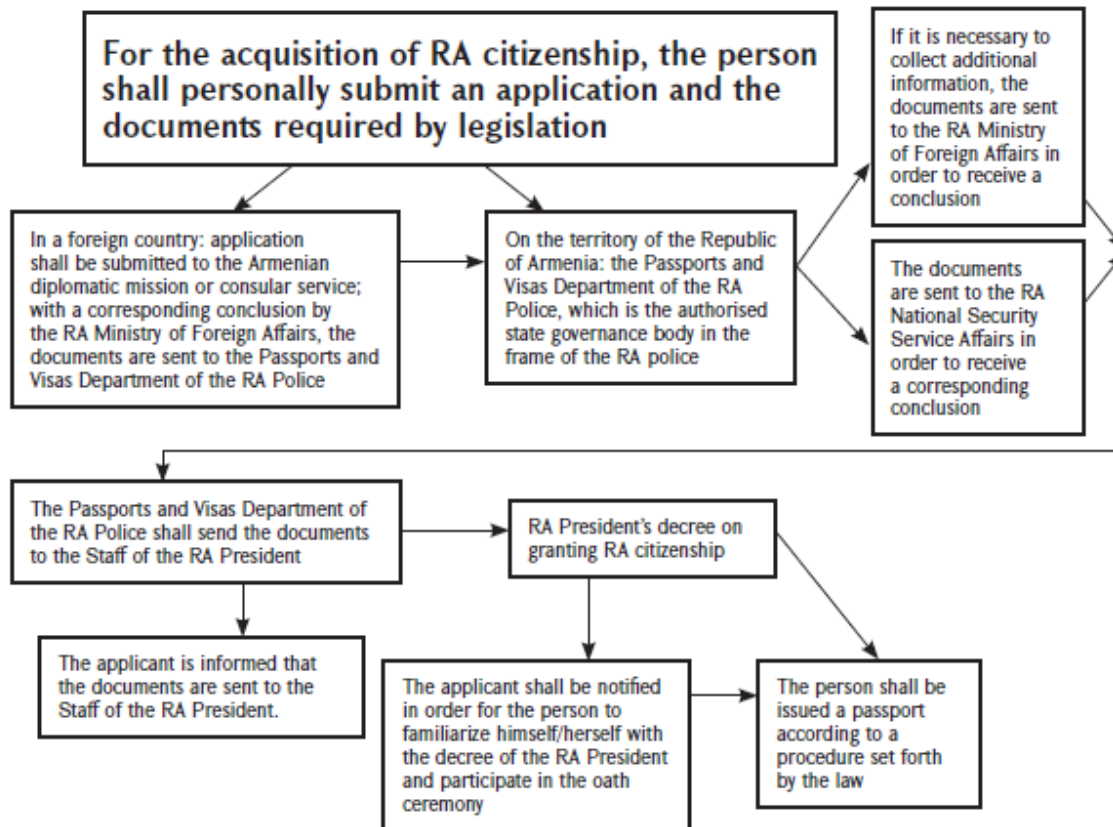 For the acquisition of RA citizenship, the person
shall personally submit an application and the
documents required by legislation
If it is necessary to
collect additional
information, the
documents are sent
to the RA Ministry
of Foreign Affairs in
order to receive a
conclusion
In a foreign country: application
shall be submitted to the Armenian
diplomatic mission or consular service;
with a corresponding conclusion by
the RA Ministry of Foreign Affairs, the
documents are sent to the Passports and
Visas Department of the RA Police
On the territory of the Republic
of Armenia: the Passports and
Visas Department of the RA
Police, which is the authorised
state governance body in the
frame of the RA police
The documents
are sent to the RA
National Security
Service Affairs in
order to receive
a corresponding
conclusion
The Passports and Visas Department of
the RA Police shall send the documents
to the Staff of the RA President
RA President's decree on
granting RA citizenship
The applicant is informed that
the documents are sent to the
Staff of the RA President.
The applicant shall be notified
in order for the person to
familiarize himself/herself with
the decree of the RA President
and participate in the oath
ceremony
The person shall be
issued a passport
according to a
procedure set forth
by the law